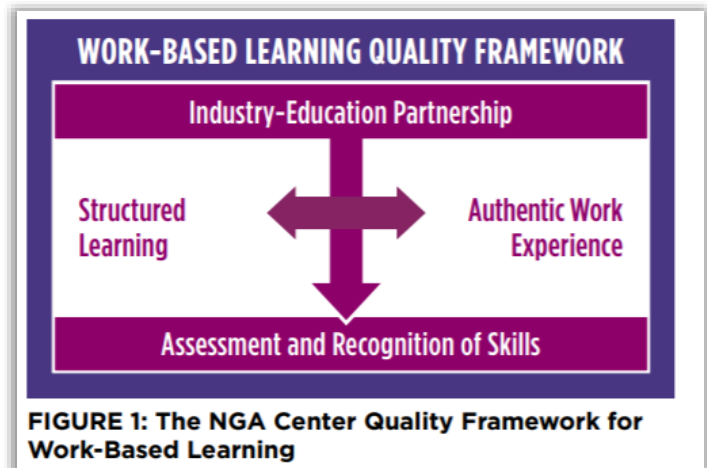 WORK-BASED LEARNING QUALITY FRAMEWORK
Industry-Education Partnership
Structured
Learning
Authentic Work
Experience
Assessment and Recognition of Skills
FIGURE 1: The NGA Center Quality Framework for
Work-Based Learning